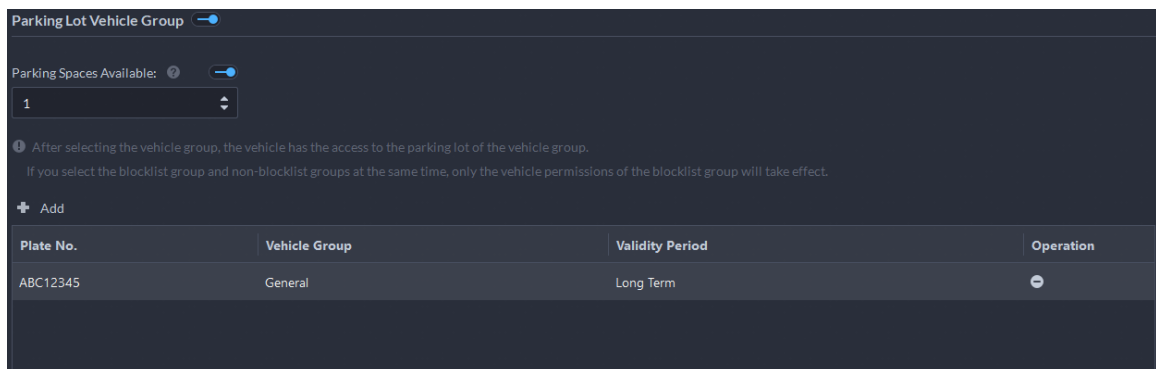 Parking Lot Vehicle Group
Parking Spaces Available:
1
After selecting the vehicle group, the vehicle has the access to the parking lot of the vehicle group.
If you select the blocklist group and non-blocklist groups at the same time, only the vehicle permissions of the blocklist group will take effect.
Add
Plate No. Vehicle Group Validity Period Operation
ABC12345 General Long Term